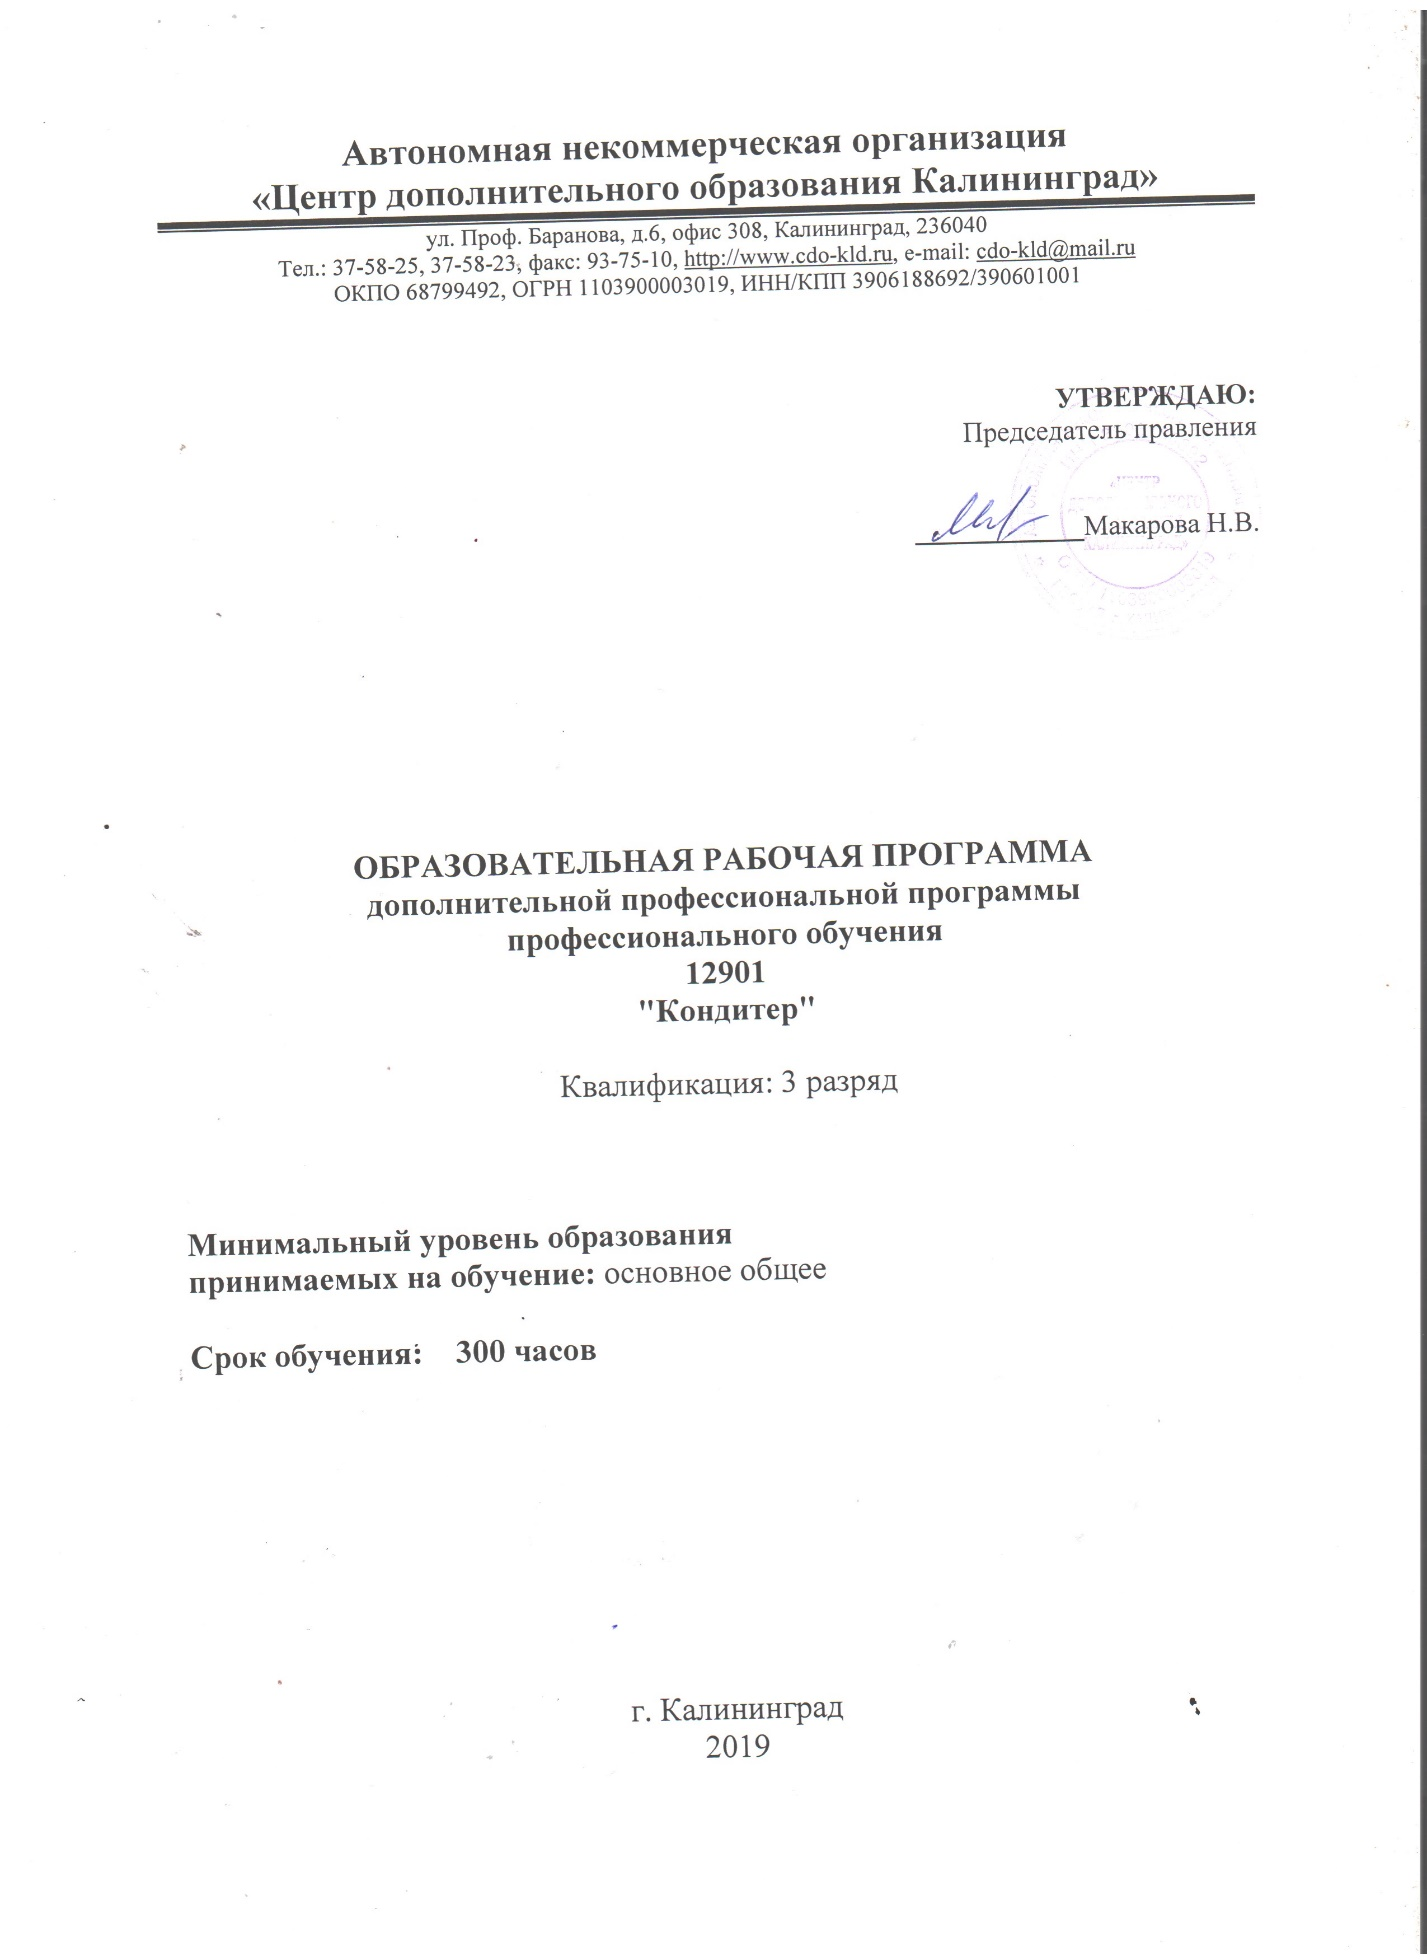 Автономная некоммерческая организация
«Центр дополнительного образования Калининград»
ул. Проф. Баранова, д.6, офис 308, Калининград, 236040
Тел.: 37-58-25, 37-58-23, факс: 93-75-10, http://www.cdo-kld.ru, e-mail: cdo-kld@mail.ru
ОКПО 68799492, ОГРН 1103900003019, ИНН/КПП 3906188692/390601001
УТВЕРЖДАЮ:
Председатель правления
Макарова Н.В.
ОБРАЗОВАТЕЛЬНАЯ РАБОЧАЯ ПРОГРАММА
дополнительной профессиональной программы
профессионального обучения
12901
"Кондитер"
Квалификация: 3 разряд
Минимальный уровень образования
принимаемых на обучение: основное общее
Срок обучения: 300 часов
г. Калининград
2019